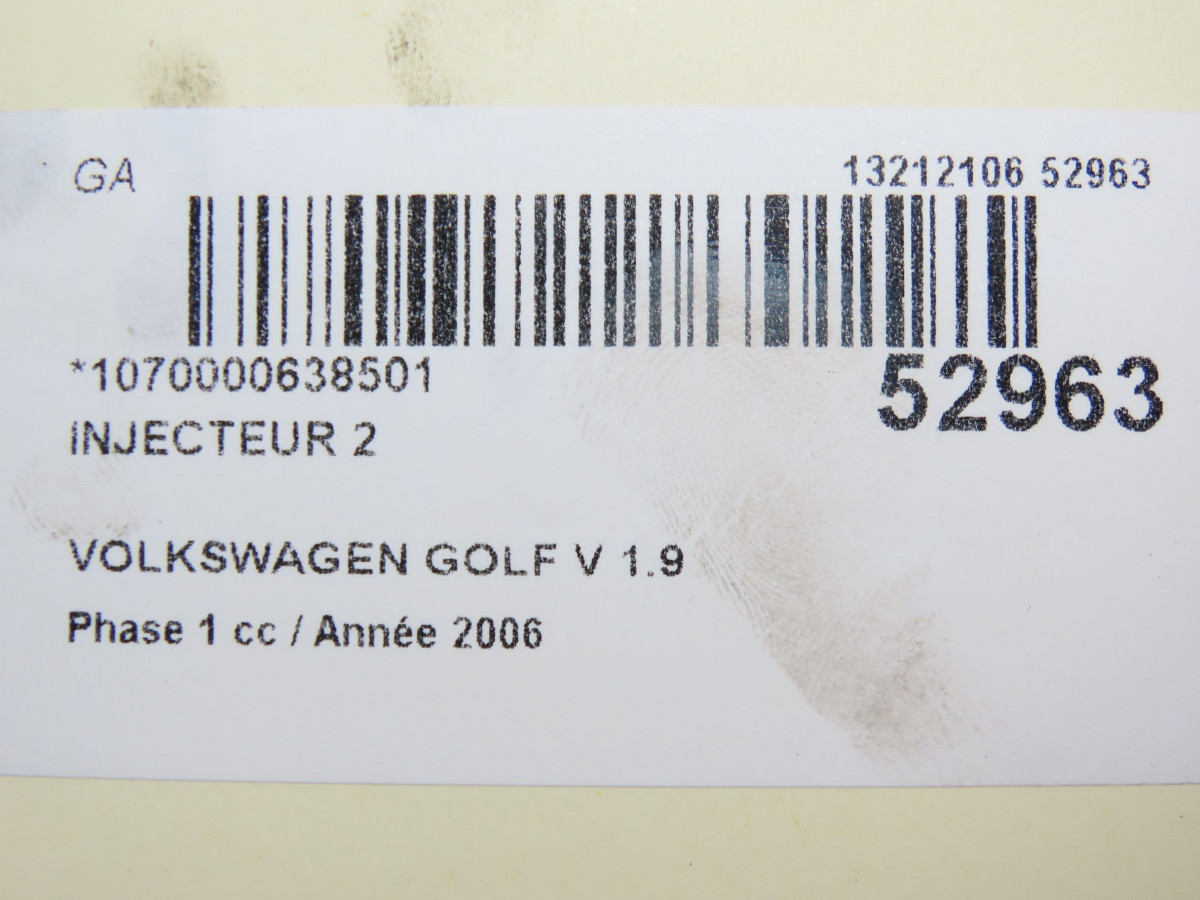 GA
13212106 52963
*1070000638501
52963
INJECTEUR 2
VOLKSWAGEN GOLF V 1.9
Phase 1 cc / Année 2006